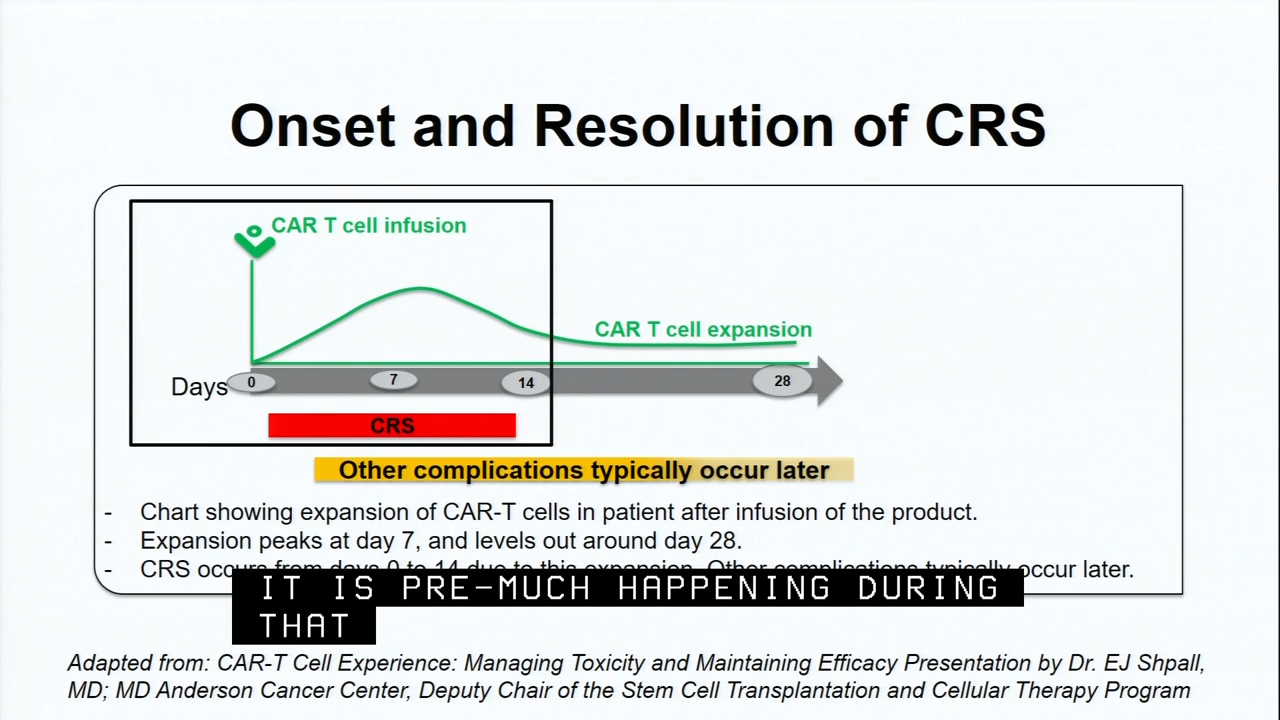 Onset and Resolution of CRS
CAR T cell infusion
CAR T cell expansion
Days 0 7 14 28
CRS
Other complications typically occur later
- Chart showing expansion of CAR-T cells in patient after infusion of the product.
- Expansion peaks at day 7, and levels out around day 28.
- CRS occurs from days 0 to 14 due to this expansion. Other complications typically occur later.
IT IS PRE-MUCH HAPPENING DURING
THAT
Adapted from: CAR-T Cell Experience: Managing Toxicity and Maintaining Efficacy Presentation by Dr. EJ Shpall,
MD; MD Anderson Cancer Center, Deputy Chair of the Stem Cell Transplantation and Cellular Therapy Program